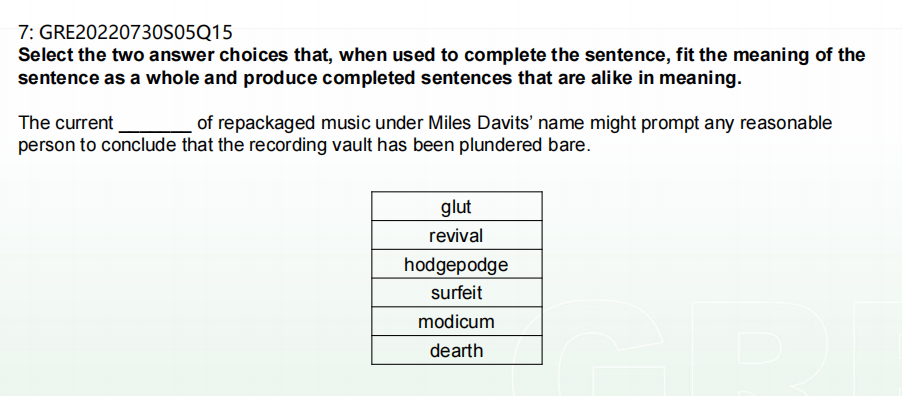 7: GRE20220730S05Q15
Select the two answer choices that, when used to complete the sentence, fit the meaning of the
sentence as a whole and produce completed sentences that are alike in meaning.
The current _______ of repackaged music under Miles Davits’ name might prompt any reasonable
person to conclude that the recording vault has been plundered bare.
glut
revival
hodgepodge
surfeit
modicum
dearth
GRE